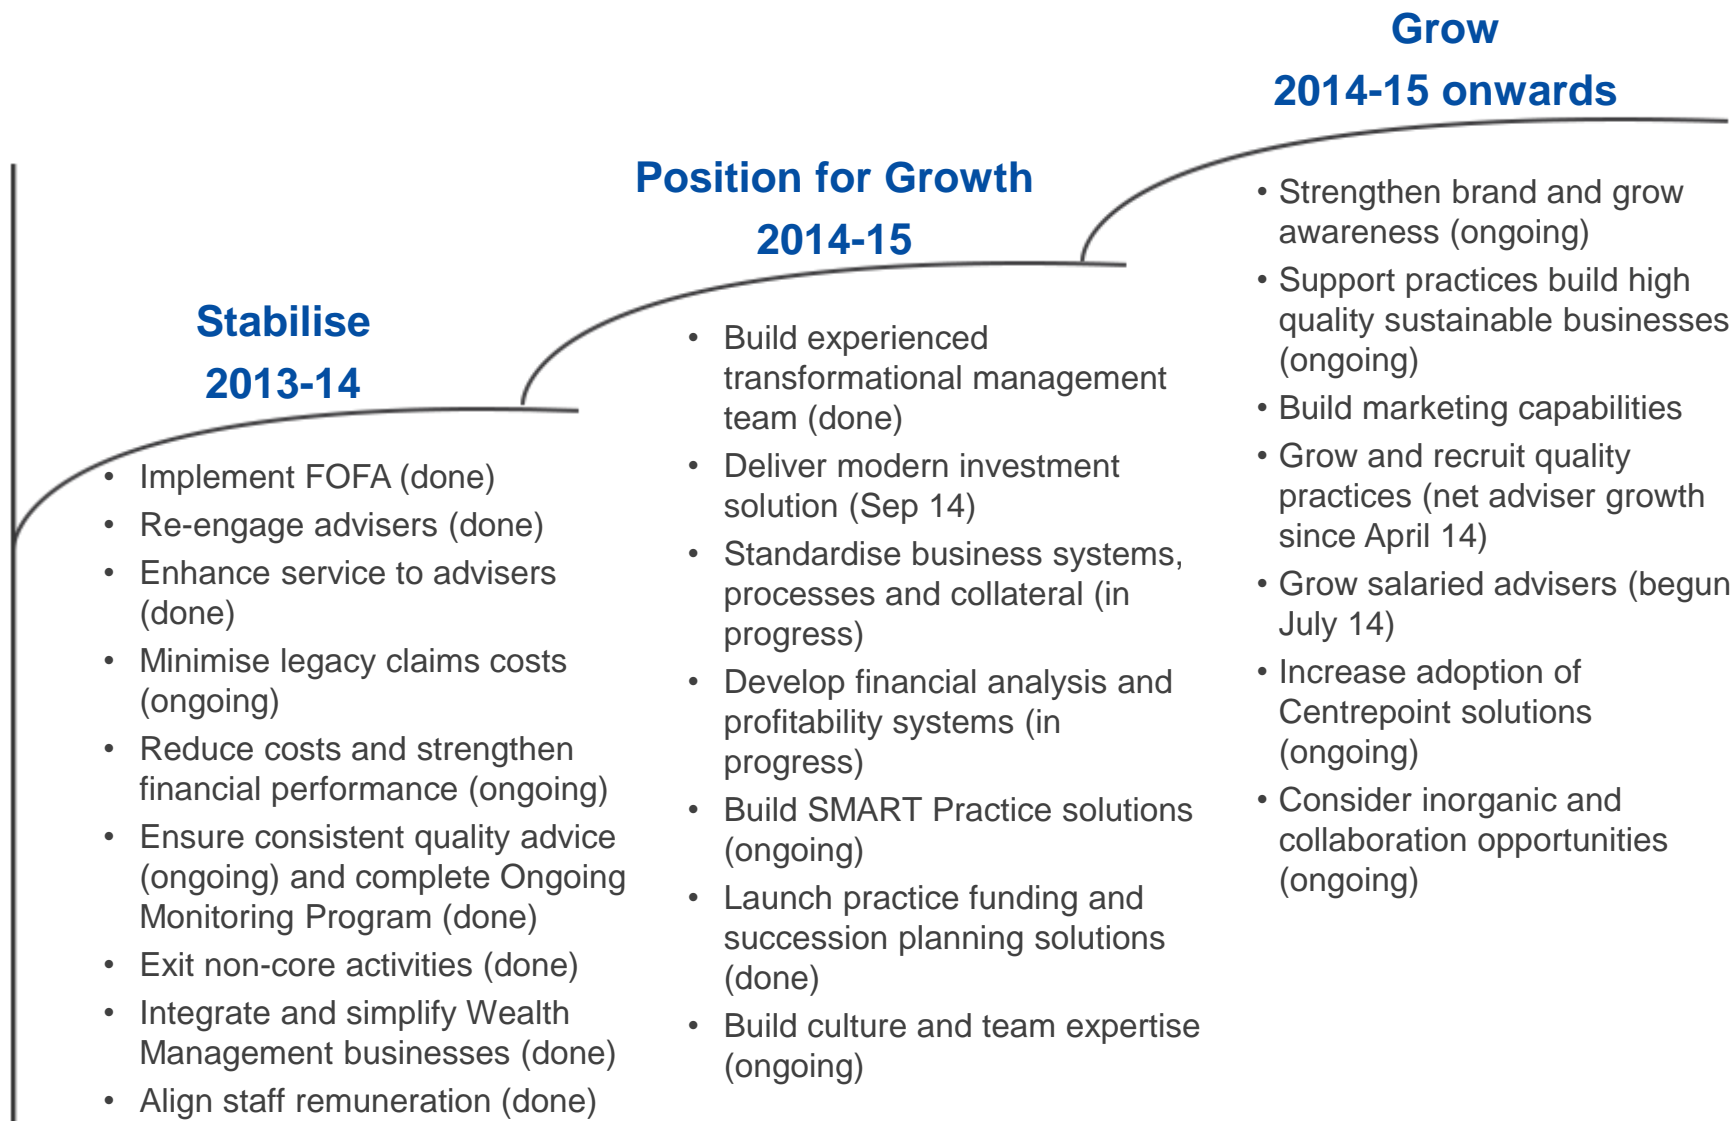 Grow
2014-15 onwards
Position for Growth
2014-15
Stabilise
2013-14
• Implement FOFA (done)
• Re-engage advisers (done)
• Enhance service to advisers
(done)
• Minimise legacy claims costs
(ongoing)
• Reduce costs and strengthen
financial performance (ongoing)
• Ensure consistent quality advice
(ongoing) and complete Ongoing
Monitoring Program (done)
• Exit non-core activities (done)
• Integrate and simplify Wealth
Management businesses (done)
• Align staff remuneration (done)
• Build experienced
transformational management
team (done)
• Deliver modern investment
solution (Sep 14)
• Standardise business systems,
processes and collateral (in
progress)
• Develop financial analysis and
profitability systems (in
progress)
• Build SMART Practice solutions
(ongoing)
• Launch practice funding and
succession planning solutions
(done)
• Build culture and team expertise
(ongoing)
• Strengthen brand and grow
awareness (ongoing)
• Support practices build high
quality sustainable businesses
(ongoing)
• Build marketing capabilities
• Grow and recruit quality
practices (net adviser growth
since April 14)
• Grow salaried advisers (begun
July 14)
• Increase adoption of
Centrepoint solutions
(ongoing)
• Consider inorganic and
collaboration opportunities
(ongoing)